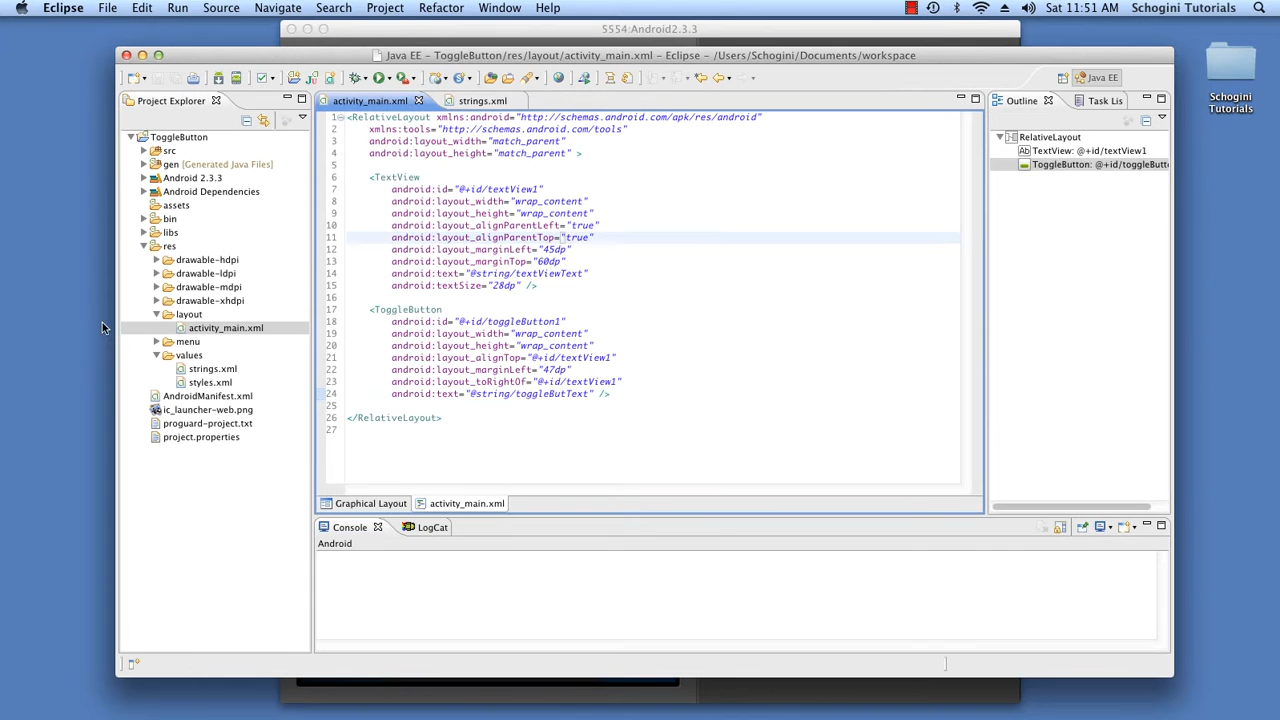 Eclipse File Edit Run Source Navigate Search Project Refactor Window Help Sat 11:51 AM Schogini Tutorials
5554:Android2.3.3
Java EE – ToggleButton/res/layout/activity_main.xml – Eclipse – /Users/Schogini/Documents/workspace
Java EE
Project Explorer
activity_main.xml
strings.xml
Outline
Task Lis
ToggleButton
src
gen [Generated Java Files]
Android 2.3.3
Android Dependencies
assets
bin
libs
res
drawable-hdpi
drawable-ldpi
drawable-mdpi
drawable-xhdpi
layout
activity_main.xml
menu
values
strings.xml
styles.xml
AndroidManifest.xml
ic_launcher-web.png
proguard-project.txt
project.properties
1 <RelativeLayout xmlns:android="http://schemas.android.com/apk/res/android"
2 xmlns:tools="http://schemas.android.com/tools"
3 android:layout_width="match_parent"
4 android:layout_height="match_parent" >
5
6 <TextView
7 android:id="@+id/textView1"
8 android:layout_width="wrap_content"
9 android:layout_height="wrap_content"
10 android:layout_alignParentLeft="true"
11 android:layout_alignParentTop="true"
12 android:layout_marginLeft="45dp"
13 android:layout_marginTop="60dp"
14 android:text="@string/textViewText"
15 android:textSize="28dp" />
16
17 <ToggleButton
18 android:id="@+id/toggleButton1"
19 android:layout_width="wrap_content"
20 android:layout_height="wrap_content"
21 android:layout_alignTop="@+id/textView1"
22 android:layout_marginLeft="47dp"
23 android:layout_toRightOf="@+id/textView1"
24 android:text="@string/toggleButText" />
25
26 </RelativeLayout>
27
RelativeLayout
TextView: @+id/textView1
ToggleButton: @+id/toggleButt
Graphical Layout
activity_main.xml
Console
LogCat
Android
Schogini
Tutorials